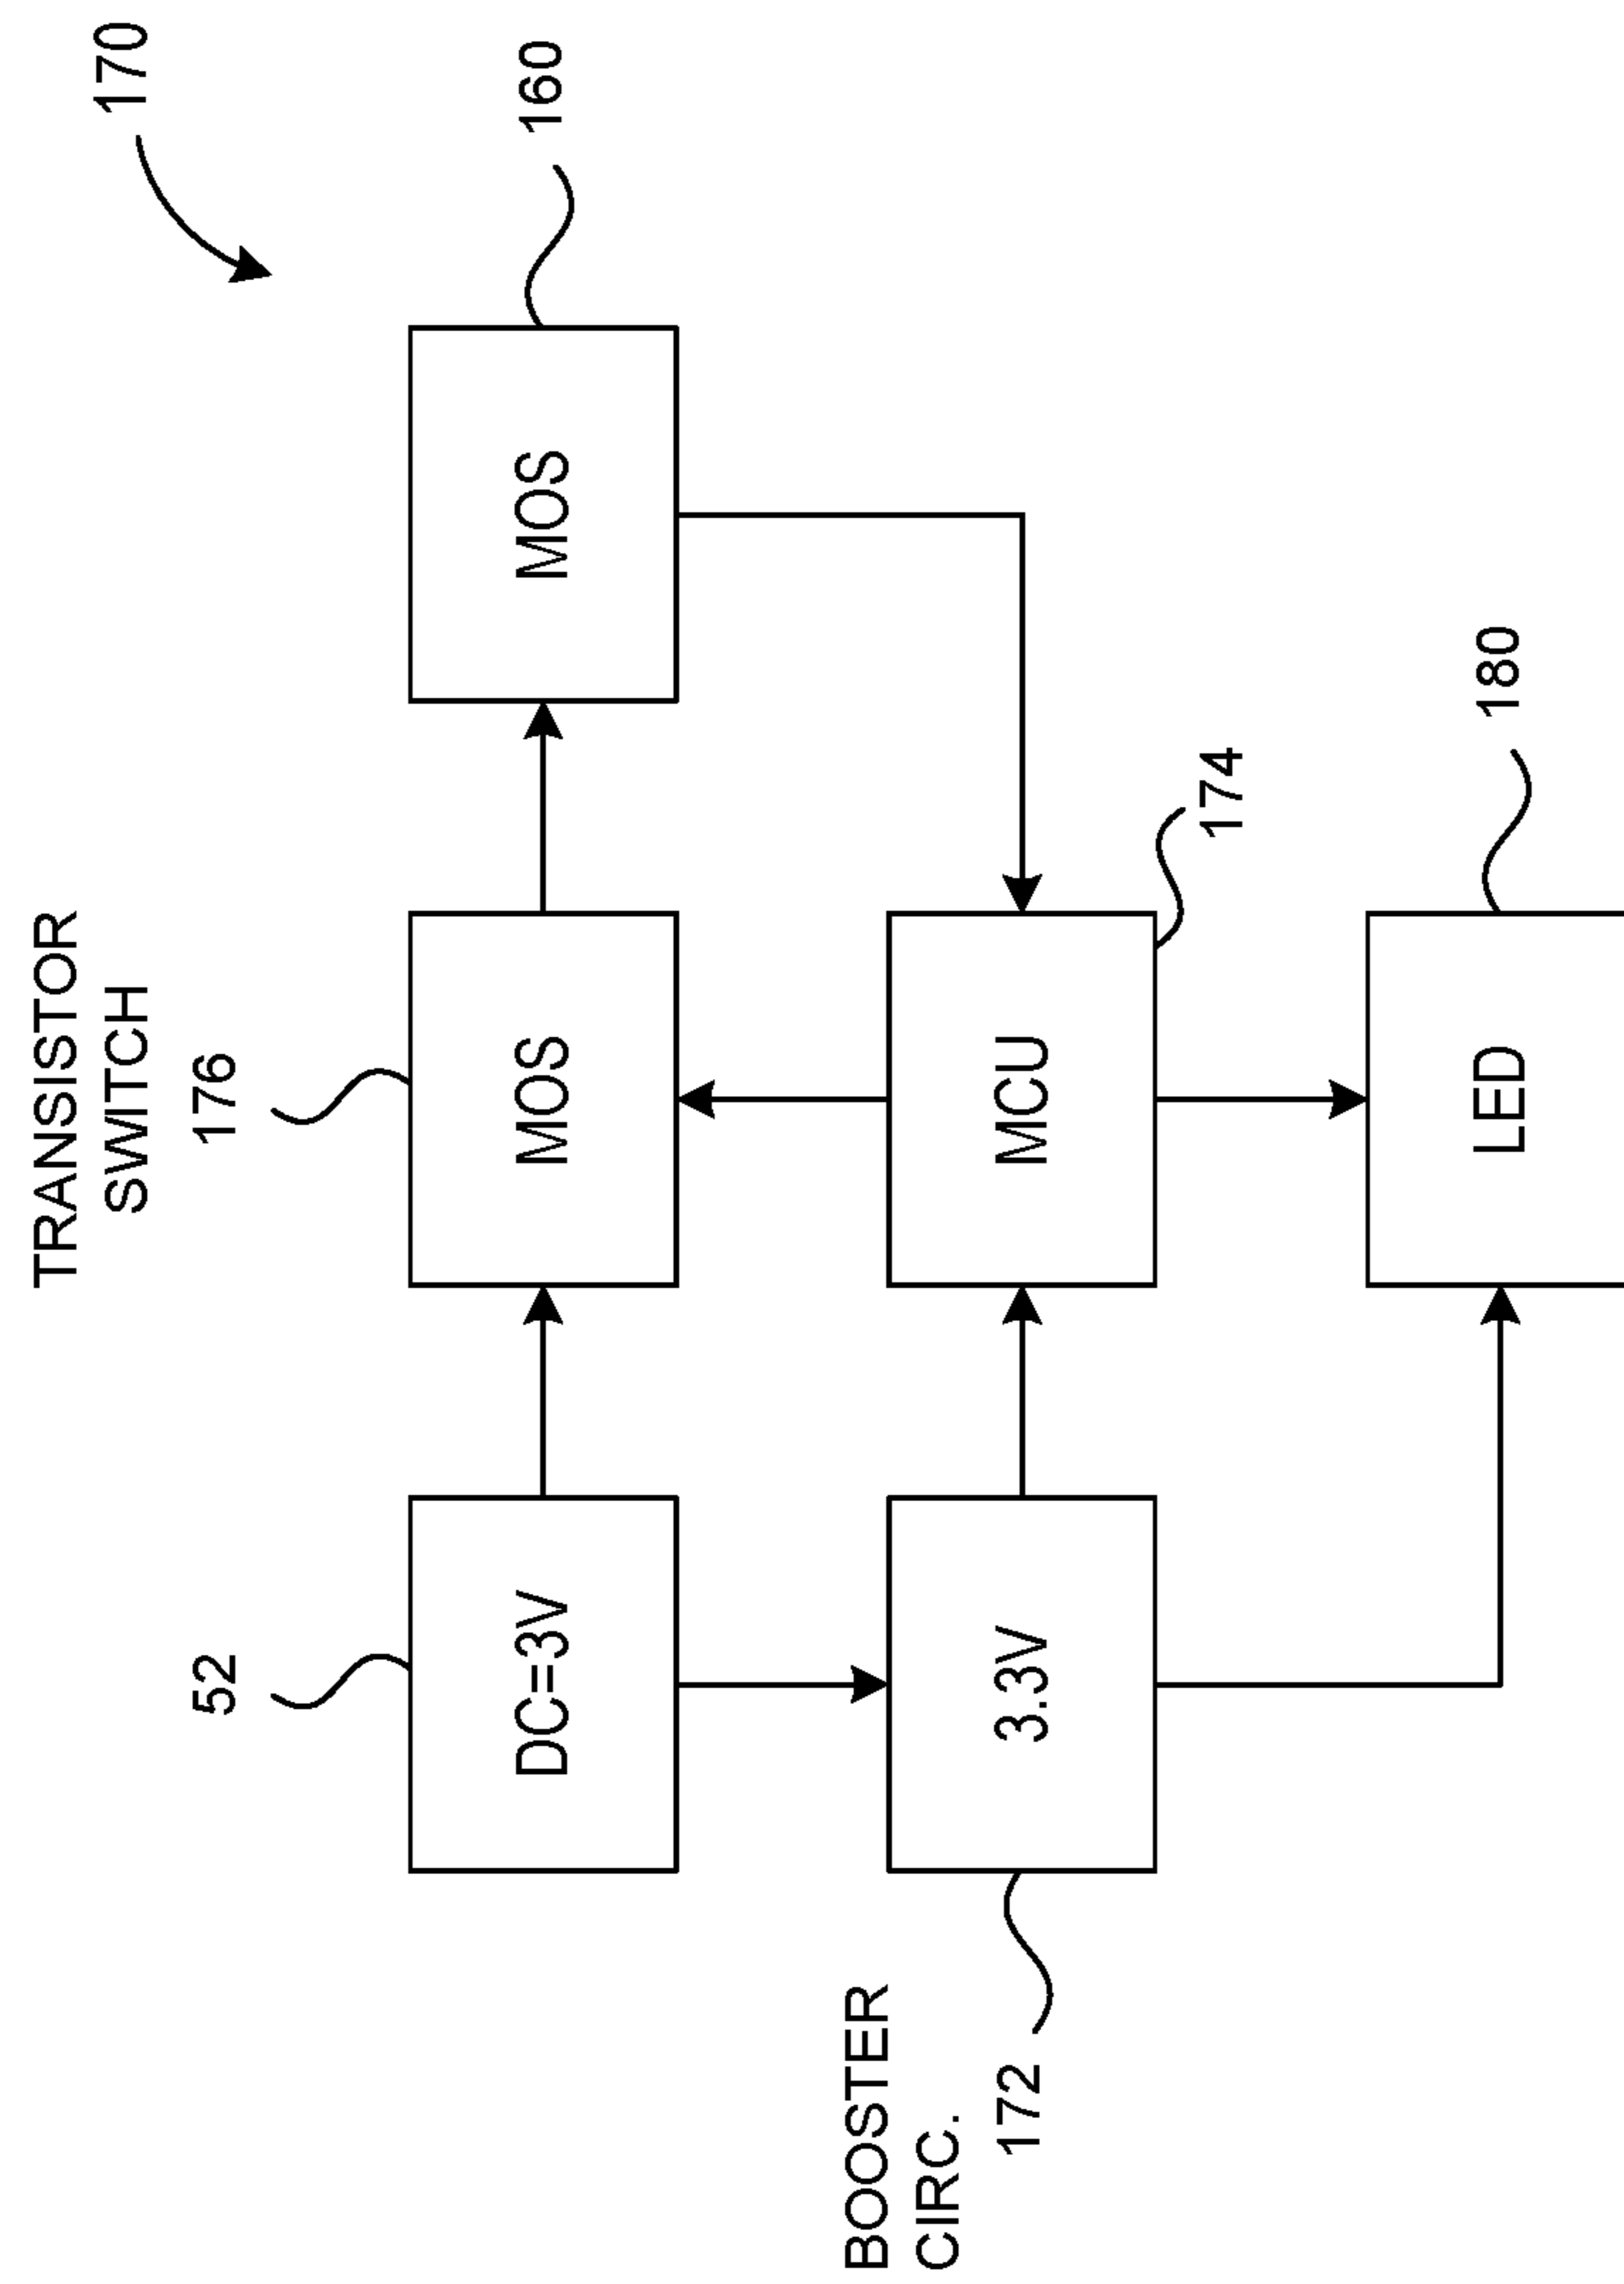 170
TRANSISTOR
SWITCH
52
176
160
DC=3V
MOS
MOS
BOOSTER
CIRC.
172
3.3V
MCU
174
LED
180